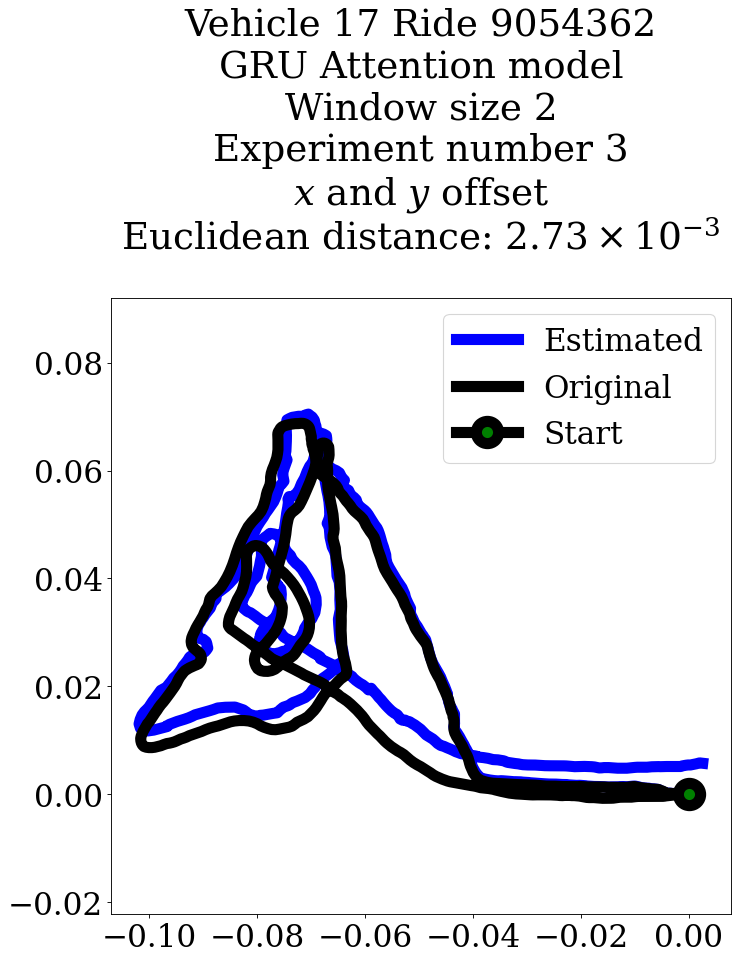 Vehicle 17 Ride 9054362
GRU Attention model
Window size 2
Experiment number 3
x and y offset
Euclidean distance: 2.73 × 10⁻³
Estimated
Original
Start
0.08
0.06
0.04
0.02
0.00
−0.02
−0.10 −0.08 −0.06 −0.04 −0.02 0.00